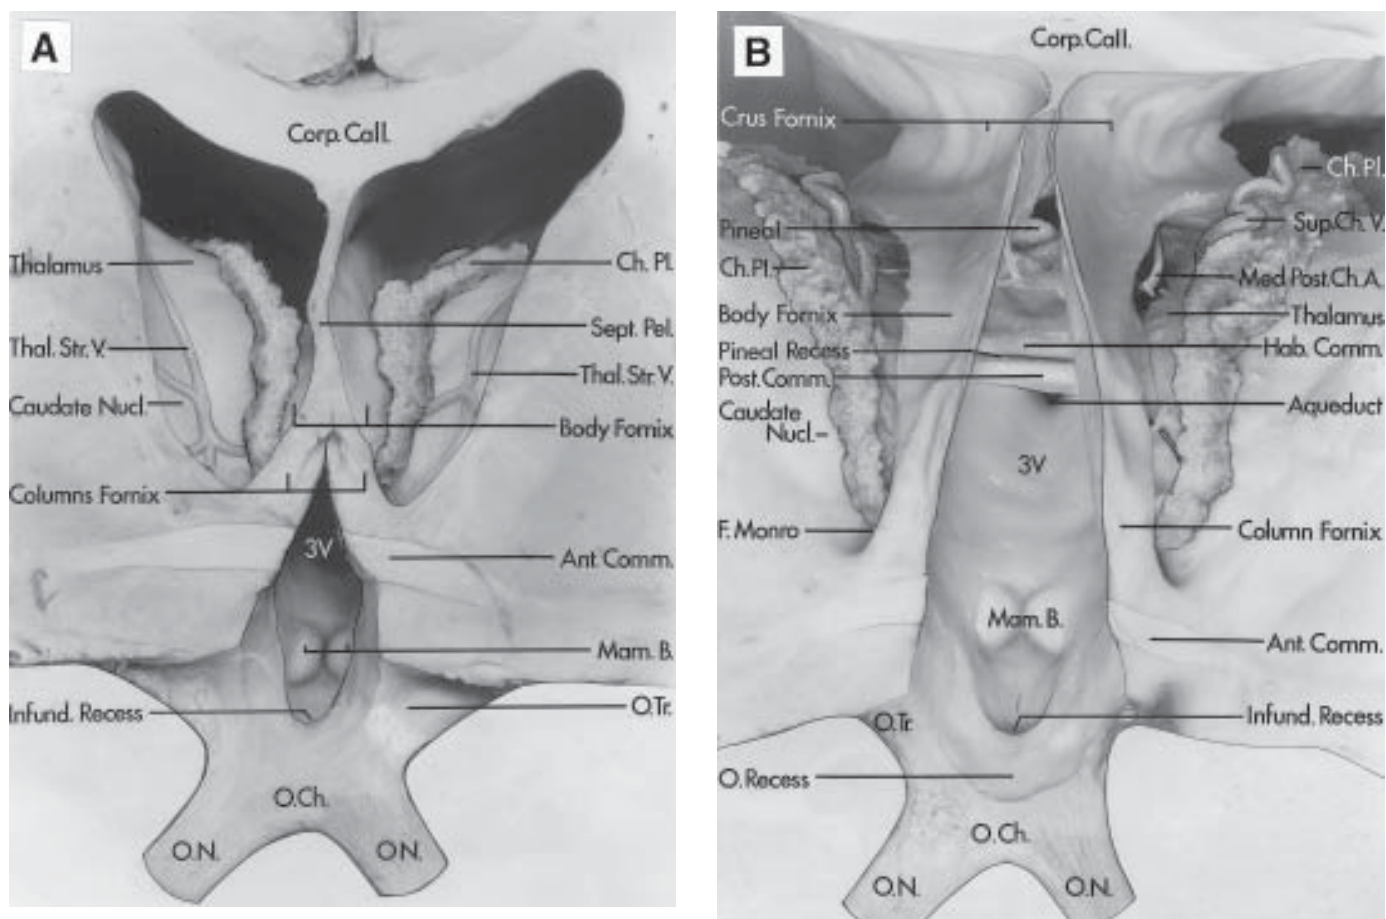 A
Corp. Call.
Thalamus
Ch. Pl.
Sept. Pel.
Thal. Str. V.
Thal. Str. V.
Caudate Nucl.
Body Fornix
Columns Fornix
3V
Ant. Comm.
Mam. B.
Infund. Recess
O.Tr.
O.Ch.
O.N.
O.N.
B
Corp. Call.
Crus Fornix
Ch. Pl.
Pineal
Sup. Ch. V.
Ch. Pl.
Med. Post. Ch. A.
Body Fornix
Thalamus
Pineal Recess
Hab. Comm.
Post. Comm.
Caudate
Nucl.
Aqueduct
3V
F. Monro
Column Fornix
Mam. B.
Ant. Comm.
O.Tr.
Infund. Recess
O. Recess
O.Ch.
O.N.
O.N.